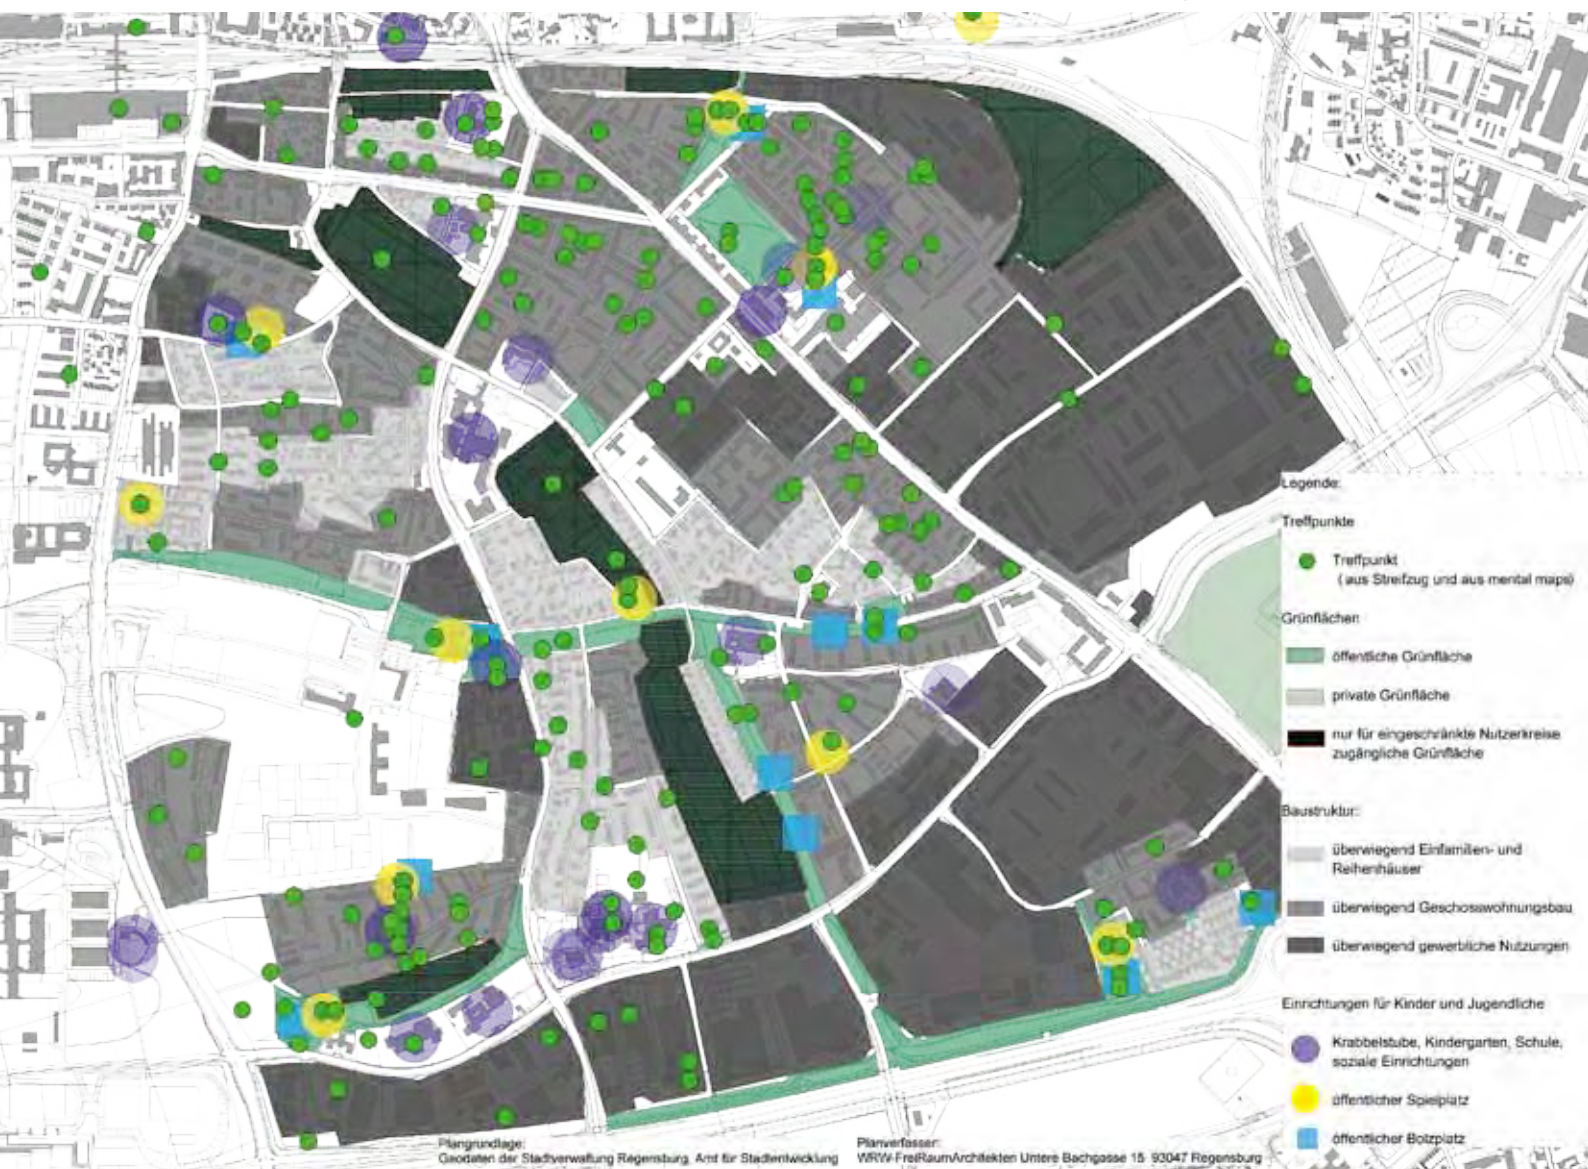 Legende:
Treffpunkte
Treffpunkt
(aus Streifzug und aus mental maps)
Grünflächen
öffentliche Grünfläche
private Grünfläche
nur für eingeschränkte Nutzerkreise
zugängliche Grünfläche
Baustruktur:
überwiegend Einfamilien- und
Reihenhäuser
überwiegend Geschosswohnungsbau
überwiegend gewerbliche Nutzungen
Einrichtungen für Kinder und Jugendliche
Krabbelstube, Kindergarten, Schule,
soziale Einrichtungen
öffentlicher Spielplatz
öffentlicher Bolzplatz
Plangrundlage:
Geodaten der Stadtverwaltung Regensburg, Amt für Stadtentwicklung
Planverfasser:
WRW-FreiRaumArchitekten Untere Bachgasse 15 93047 Regensburg